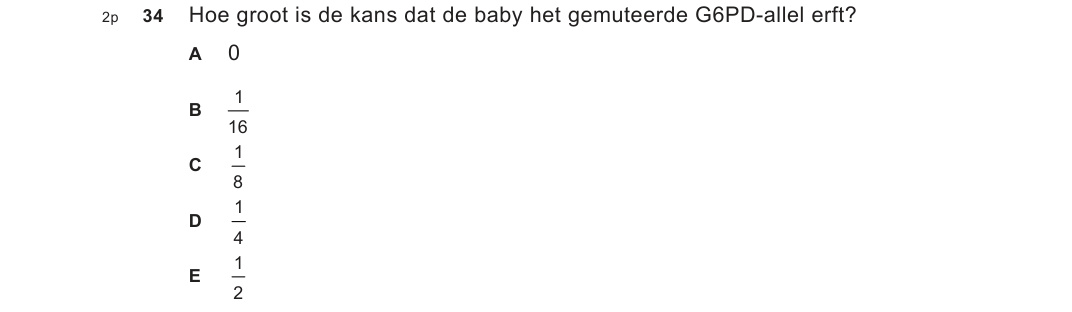 2p 34 Hoe groot is de kans dat de baby het gemuteerde G6PD-allel erft?
A 0
B 1/16
C 1/8
D 1/4
E 1/2